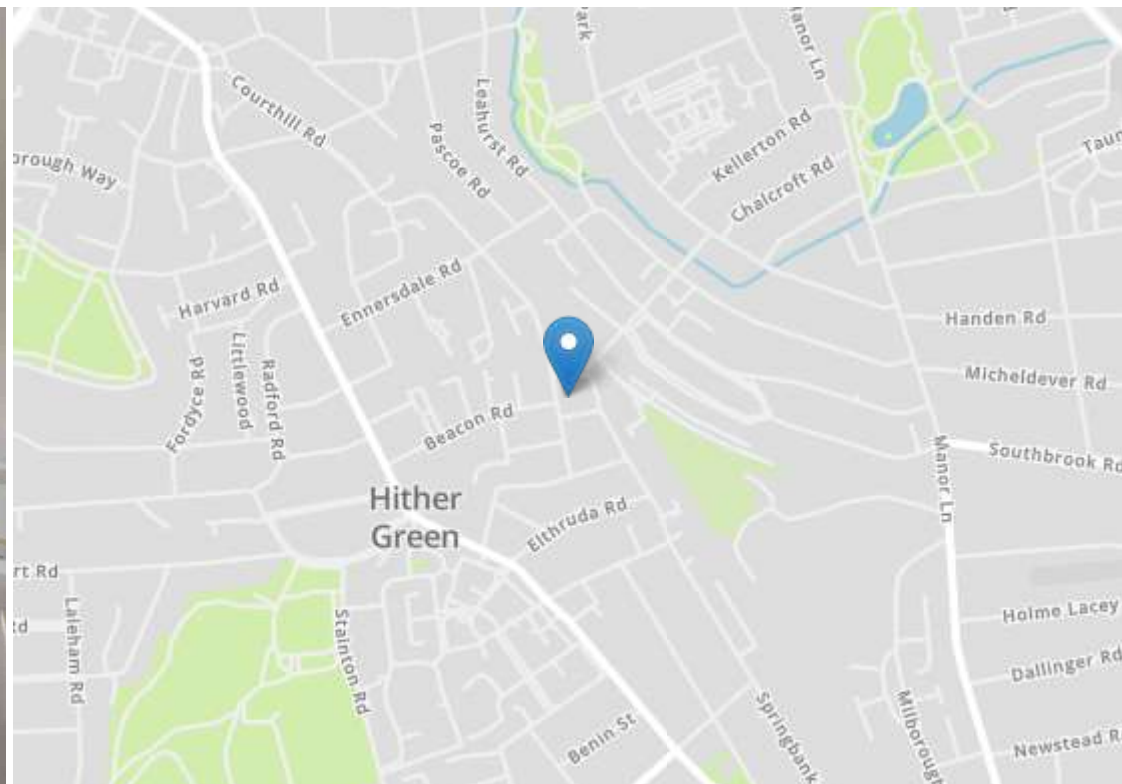 Park
Manor Ln
Courthill Rd
Leahurst Rd
Pascoe Rd
Kellerton Rd
Chalcroft Rd
Taun
orough Way
Ennersdale Rd
Harvard Rd
Littlewood
Radford Rd
Fordyce Rd
Handen Rd
Micheldever Rd
Beacon Rd
Southbrook Rd
Manor Ln
Hither
Green
Elthruda Rd
rt Rd
Laleham Rd
Stainton Rd
Holme Lacey
Dallinger Rd
Milborough
Springbank
Benin St
Newstead R